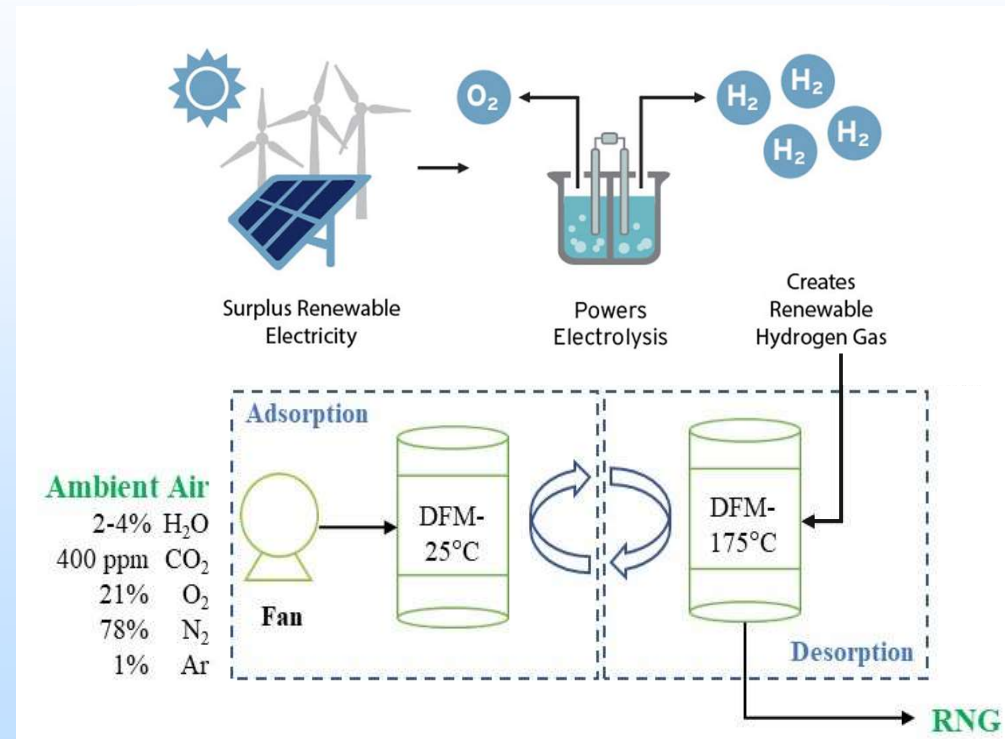 O₂
H₂
H₂
H₂
H₂
Surplus Renewable
Electricity
Powers
Electrolysis
Creates
Renewable
Hydrogen Gas
Adsorption
Ambient Air
2-4% H₂O
400 ppm CO₂
21% O₂
78% N₂
1% Ar
Fan
DFM-
25°C
DFM-
175°C
Desorption
RNG